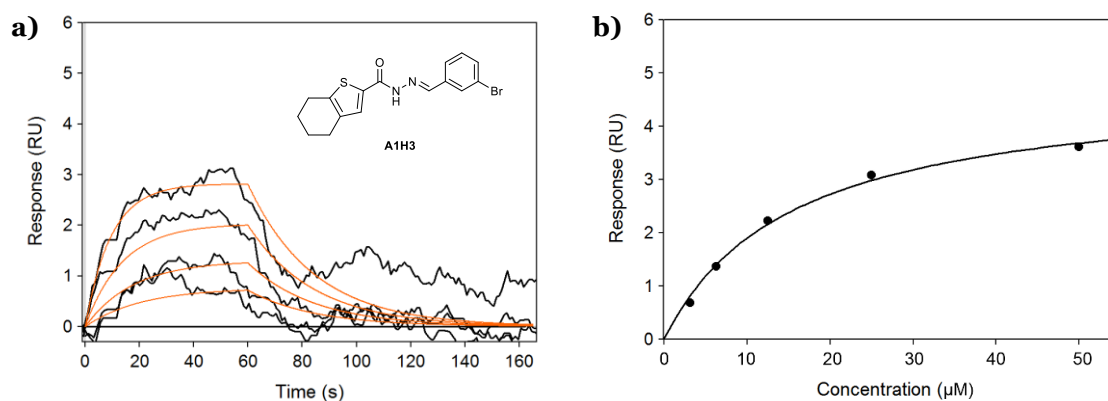 a)
6
5
4
3
2
1
0
Response (RU)
0 20 40 60 80 100 120 140 160
Time (s)
O
S
N
NH
Br
A1H3
b)
6
5
4
3
2
1
0
Response (RU)
0 10 20 30 40 50
Concentration (µM)